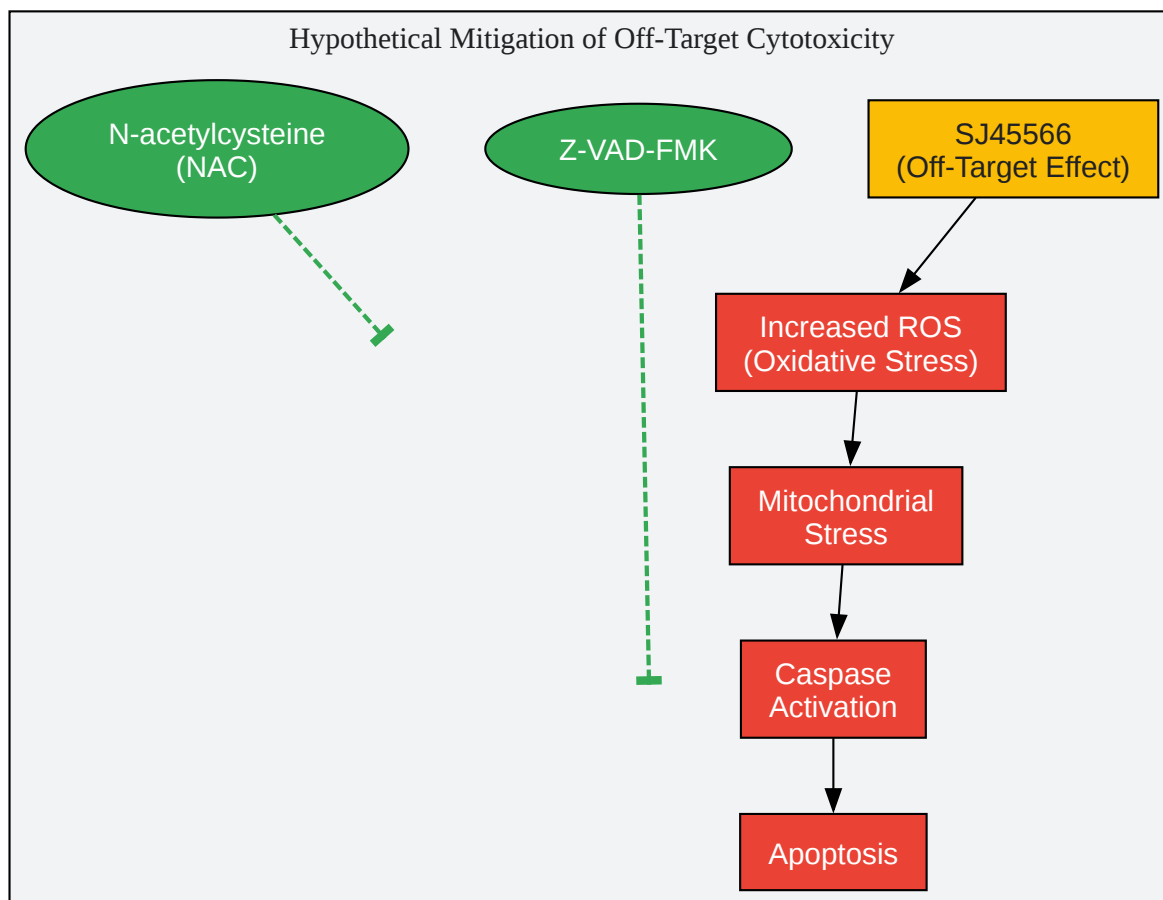 Hypothetical Mitigation of Off-Target Cytotoxicity
N-acetylcysteine
(NAC)
Z-VAD-FMK
SJ45566
(Off-Target Effect)
Increased ROS
(Oxidative Stress)
Mitochondrial
Stress
Caspase
Activation
Apoptosis